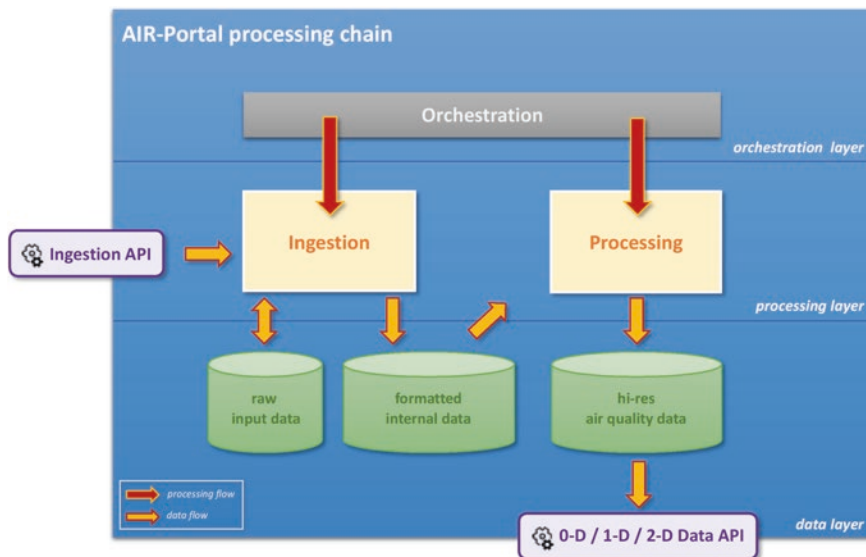 AIR-Portal processing chain
Orchestration
orchestration layer
Ingestion API
Ingestion
Processing
processing layer
raw
input data
formatted
internal data
hi-res
air quality data
processing flow
data flow
data layer
0-D / 1-D / 2-D Data API